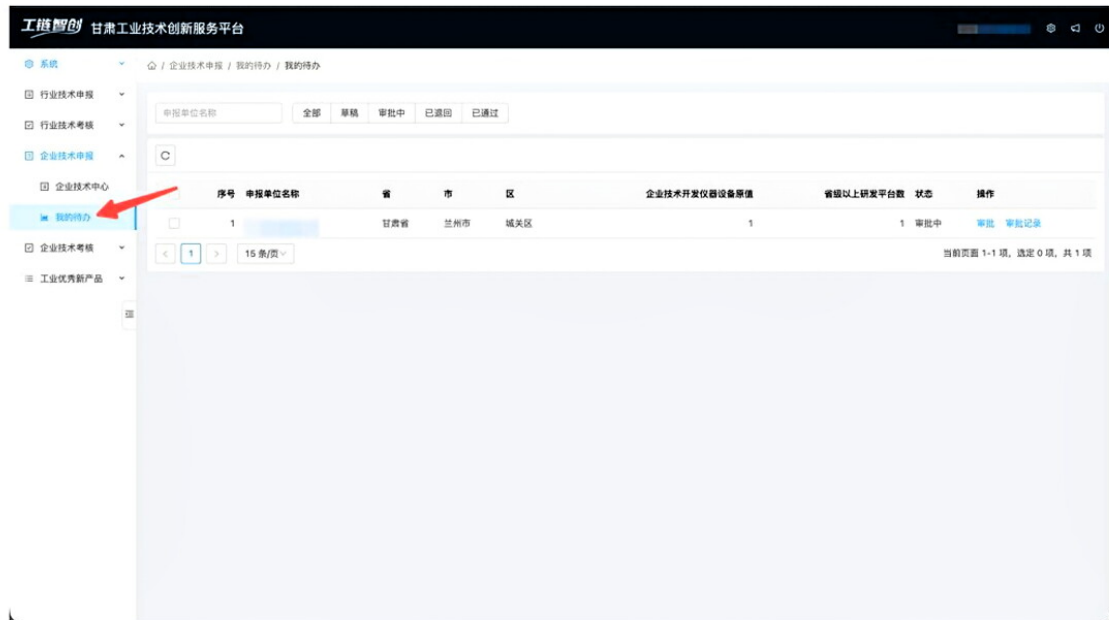 工链智创 甘肃工业技术创新服务平台
系统
/ 企业技术申报 / 我的待办 / 我的待办
行业技术申报
行业技术考核
企业技术申报
企业技术中心
我的待办
企业技术考核
工业优秀新产品
申报单位名称 全部 草稿 审批中 已退回 已通过
序号 申报单位名称 省 市 区 企业技术开发仪器设备原值 省级以上研发平台数 状态 操作
1 甘肃省 兰州市 城关区 1 1 审批中 审批 审批记录
< 1 > 15 条/页 当前页面 1-1 项, 选定 0 项, 共 1 项